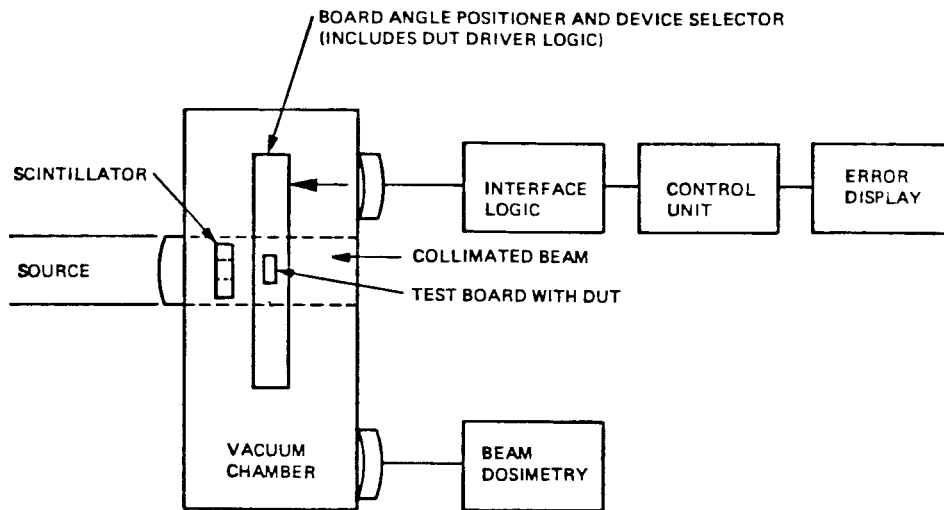 BOARD ANGLE POSITIONER AND DEVICE SELECTOR
(INCLUDES DUT DRIVER LOGIC)
SCINTILLATOR
INTERFACE
LOGIC
CONTROL
UNIT
ERROR
DISPLAY
SOURCE
COLLIMATED BEAM
TEST BOARD WITH DUT
VACUUM
CHAMBER
BEAM
DOSIMETRY